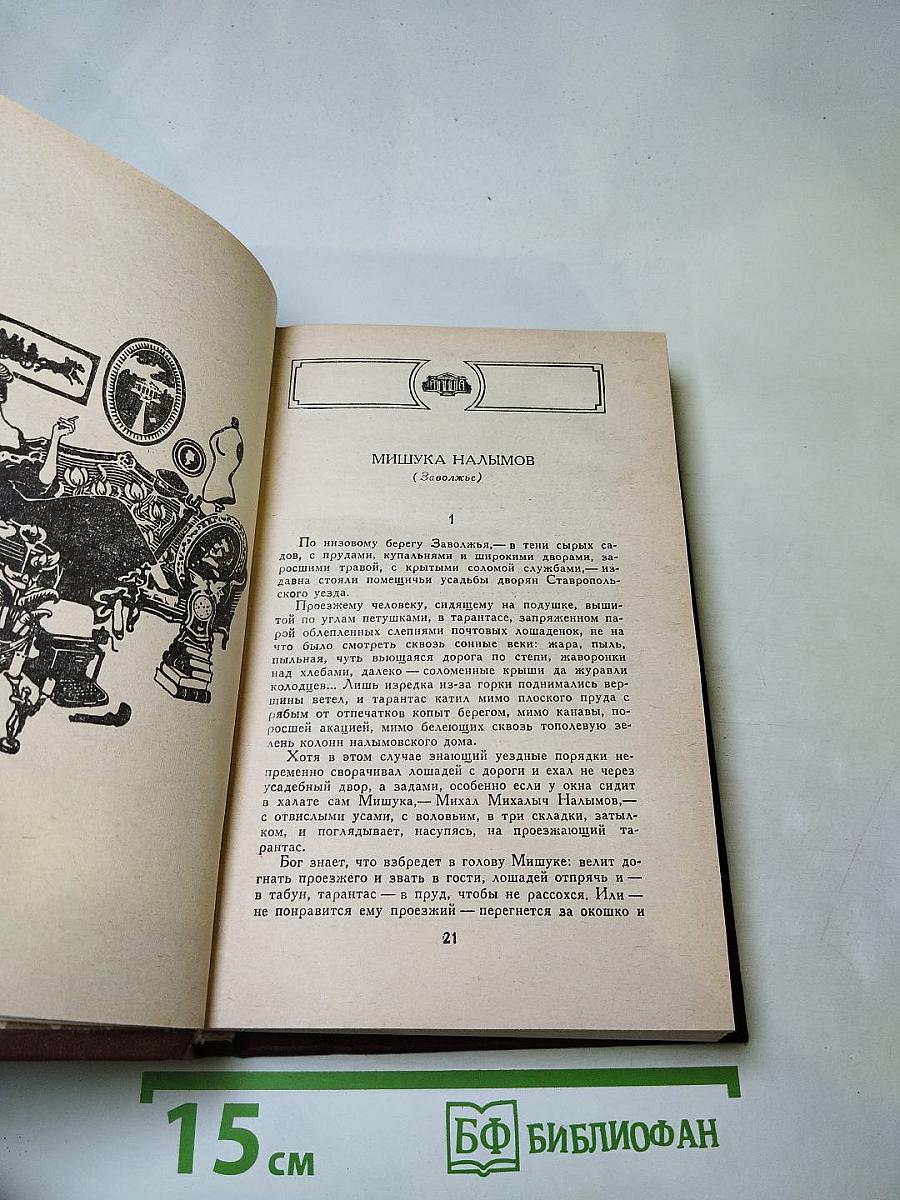 МИШУКА НАЛЫМОВ
(Заволжье)
1
По низовому берегу Заволжья,— в тени сырых са-
дов, с прудами, купальнями и широкими дворами, за-
росшими травой, с крытыми соломой службами,— из-
давна стояли помещичьи усадьбы дворян Ставрополь-
ского уезда.
Проезжему человеку, сидящему на подушке, выши-
той по углам петушками, в тарантасе, запряженном па-
рой облепленных слепнями почтовых лошаденок, не на
что было смотреть сквозь сонные веки: жара, пыль,
пыльная, чуть вьющаяся дорога по степи, жаворонки
над хлебами, далеко — соломенные крыши да журавли
колодцев... Лишь изредка из-за горки поднимались вер-
шины ветел, и тарантас катил мимо плоского пруда с
рябым от отпечатков копыт берегом, мимо канавы, по-
росшей акацией, мимо белеющих сквозь тополевую зе-
лень колонн налымовского дома.
Хотя в этом случае знающий уездные порядки не-
пременно сворачивал лошадей с дороги и ехал не через
усадебный двор, а задами, особенно если у окна сидит
в халате сам Мишука,— Михал Михалыч Налымов,—
с отвислыми усами, с воловьим, в три складки, затыл-
ком, и поглядывает, насупясь, на проезжающий та-
рантас.
Бог знает, что взбредет в голову Мишуке: велит до-
гнать проезжего и звать в гости, лошадей отпрячь и —
в табун, тарантас — в пруд, чтобы не рассохся. Или —
не понравится ему проезжий — перегнется за окошко и
21
15 см
БФ БИБЛИОФАН